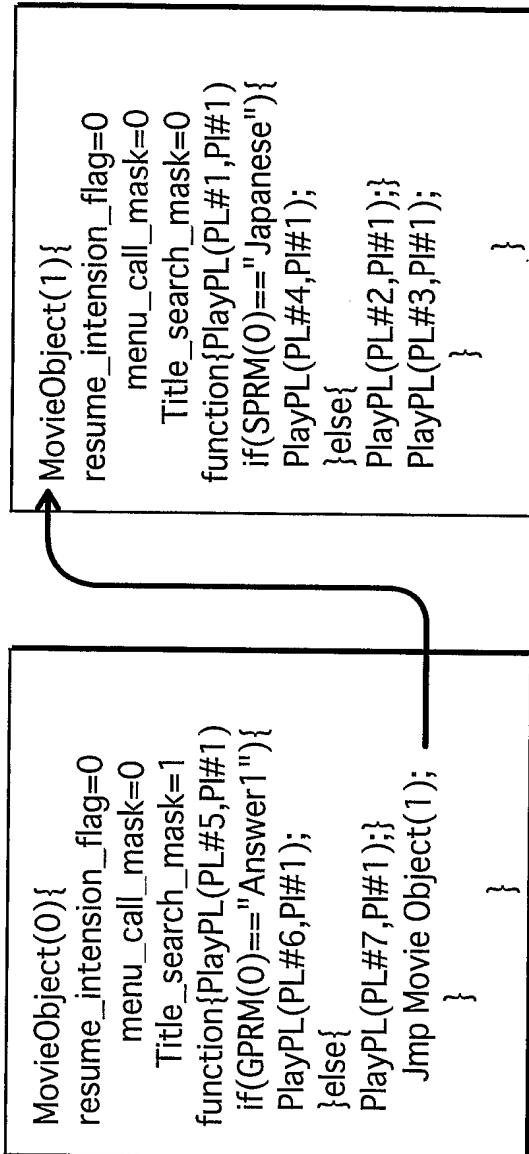 MovieObject(0){
resume_intension_flag=0
menu_call_mask=0
Title_search_mask=1
function{PlayPL(PL#5,PI#1)
if(GPRM(0)=="Answer1"){
PlayPL(PL#6,PI#1);
}else{
PlayPL(PL#7,PI#1);}
Jmp Movie Object(1);
}
}
MovieObject(1){
resume_intension_flag=0
menu_call_mask=0
Title_search_mask=0
function{PlayPL(PL#1,PI#1)
if(SPRM(0)=="Japanese"){
PlayPL(PL#4,PI#1);
}else{
PlayPL(PL#2,PI#1);}
PlayPL(PL#3,PI#1);
}
}